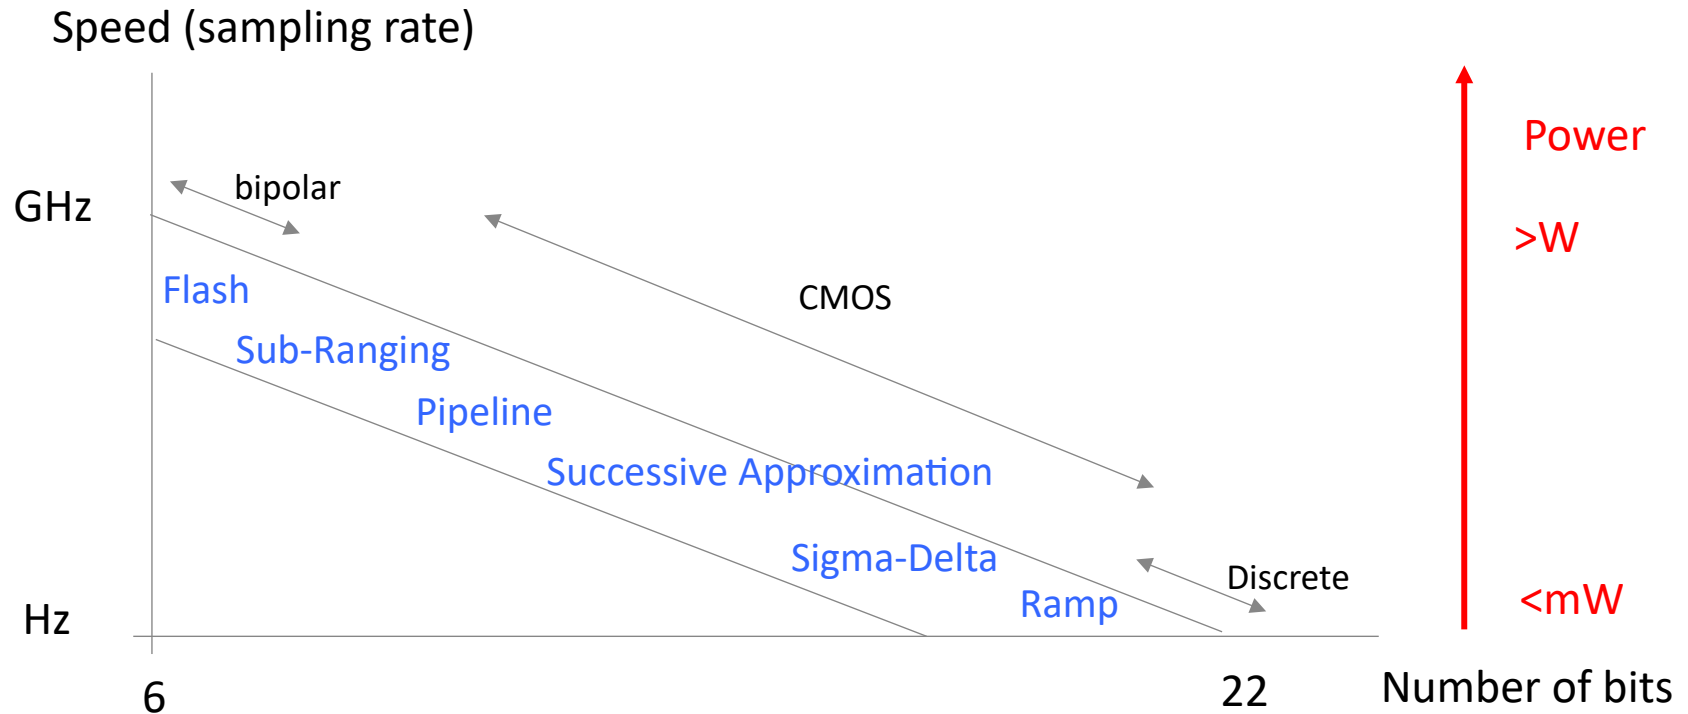 Speed (sampling rate)
Power
bipolar
GHz
>W
Flash
CMOS
Sub-Ranging
Pipeline
Successive Approximation
Sigma-Delta
Discrete
Ramp
<mW
Hz
6
22
Number of bits